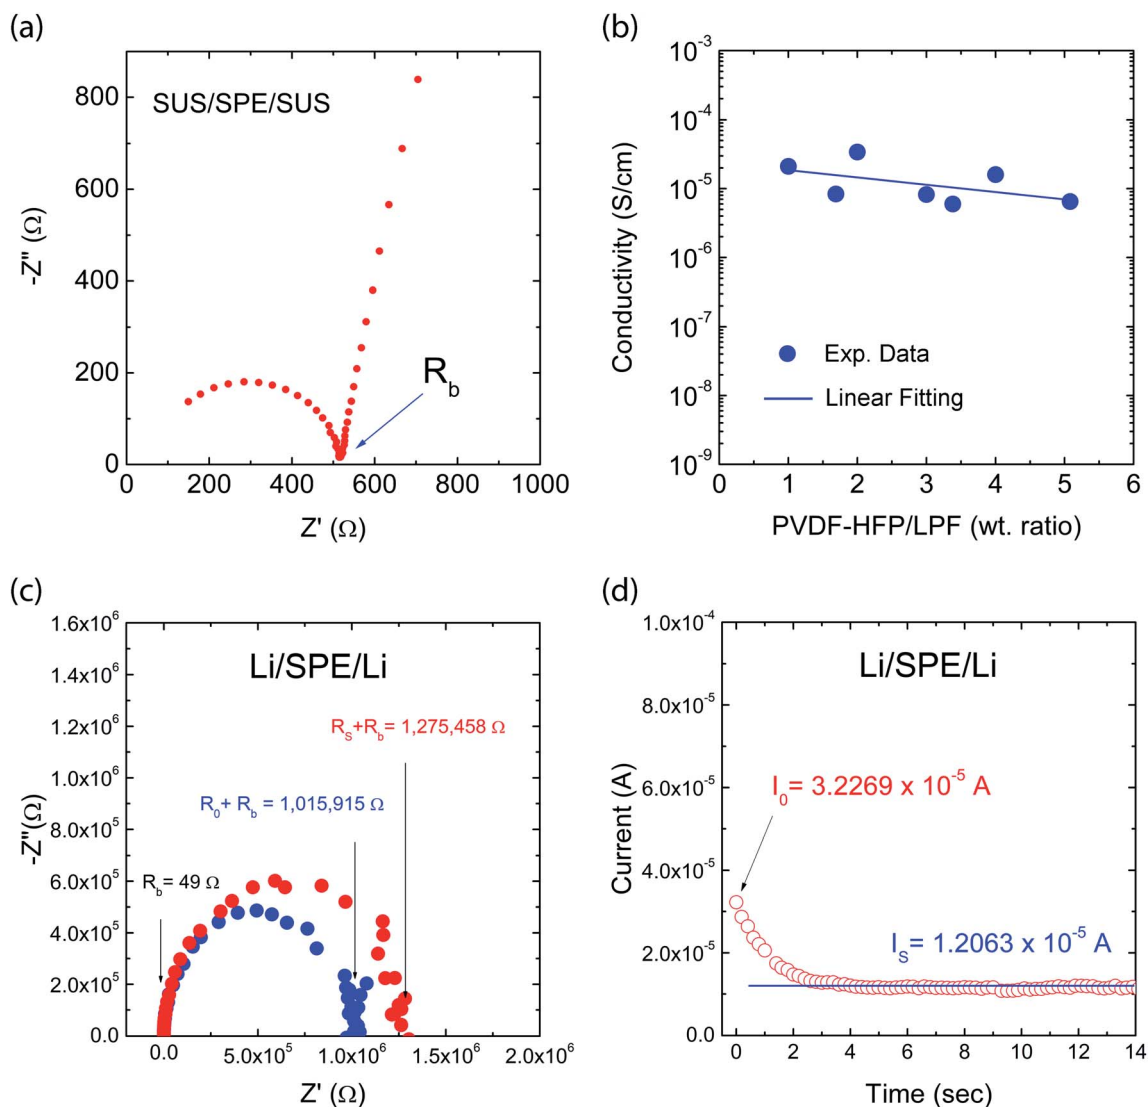 (a)
SUS/SPE/SUS
R_b
800
600
400
200
0
-Z" (Ω)
0 200 400 600 800 1000
Z' (Ω)
(b)
10^-3
10^-4
10^-5
10^-6
10^-7
10^-8
10^-9
Conductivity (S/cm)
Exp. Data
Linear Fitting
0 1 2 3 4 5 6
PVDF-HFP/LPF (wt. ratio)
(c)
Li/SPE/Li
1.6x10^6
1.4x10^6
1.2x10^6
1.0x10^6
8.0x10^5
6.0x10^5
4.0x10^5
2.0x10^5
0.0
-Z"(Ω)
R_S+R_b= 1,275,458 Ω
R_0+ R_b = 1,015,915 Ω
R_b= 49 Ω
0.0 5.0x10^5 1.0x10^6 1.5x10^6 2.0x10^6
Z' (Ω)
(d)
Li/SPE/Li
1.0x10^-4
8.0x10^-5
6.0x10^-5
4.0x10^-5
2.0x10^-5
0.0
Current (A)
I_0= 3.2269 x 10^-5 A
I_S= 1.2063 x 10^-5 A
0 2 4 6 8 10 12 14
Time (sec)